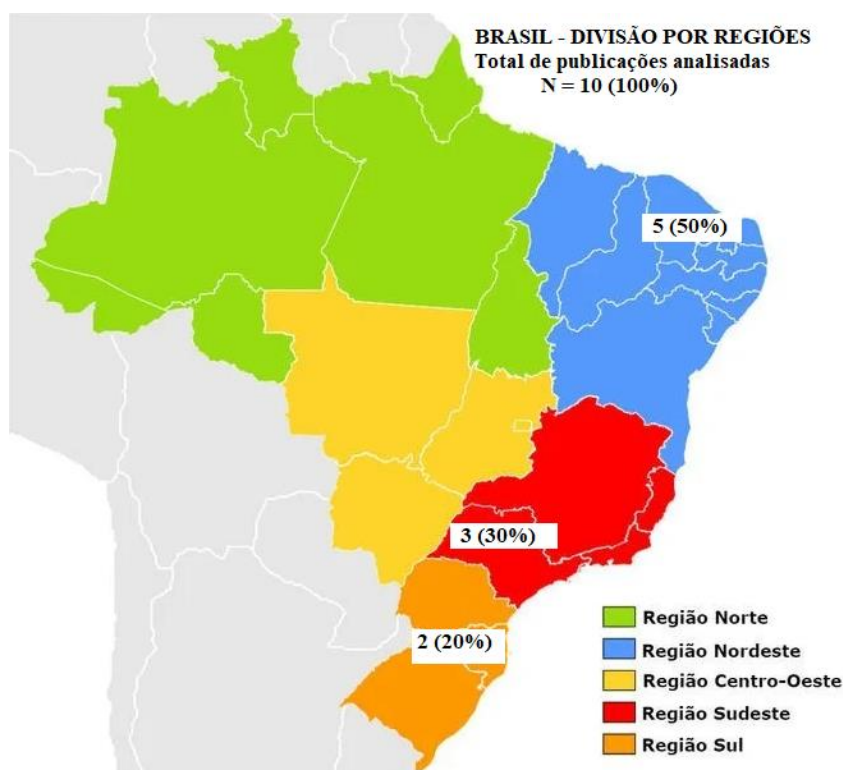 BRASIL - DIVISÃO POR REGIÕES
Total de publicações analisadas
N = 10 (100%)
5 (50%)
3 (30%)
2 (20%)
Região Norte
Região Nordeste
Região Centro-Oeste
Região Sudeste
Região Sul